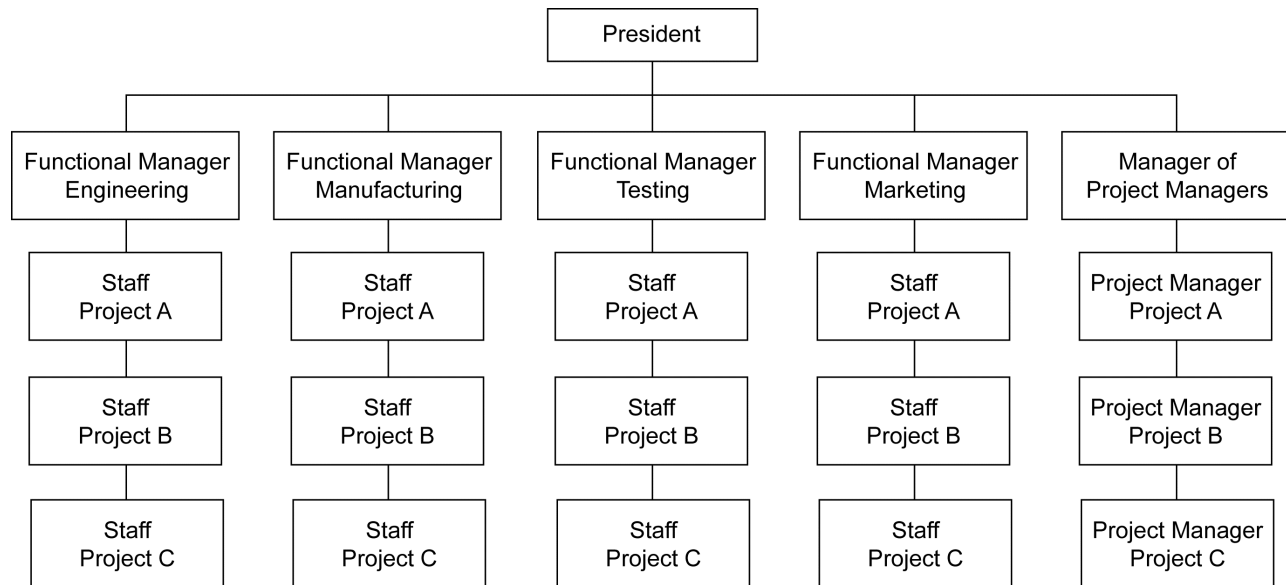 President
Functional Manager
Engineering
Functional Manager
Manufacturing
Functional Manager
Testing
Functional Manager
Marketing
Manager of
Project Managers
Staff
Project A
Staff
Project A
Staff
Project A
Staff
Project A
Project Manager
Project A
Staff
Project B
Staff
Project B
Staff
Project B
Staff
Project B
Project Manager
Project B
Staff
Project C
Staff
Project C
Staff
Project C
Staff
Project C
Project Manager
Project C